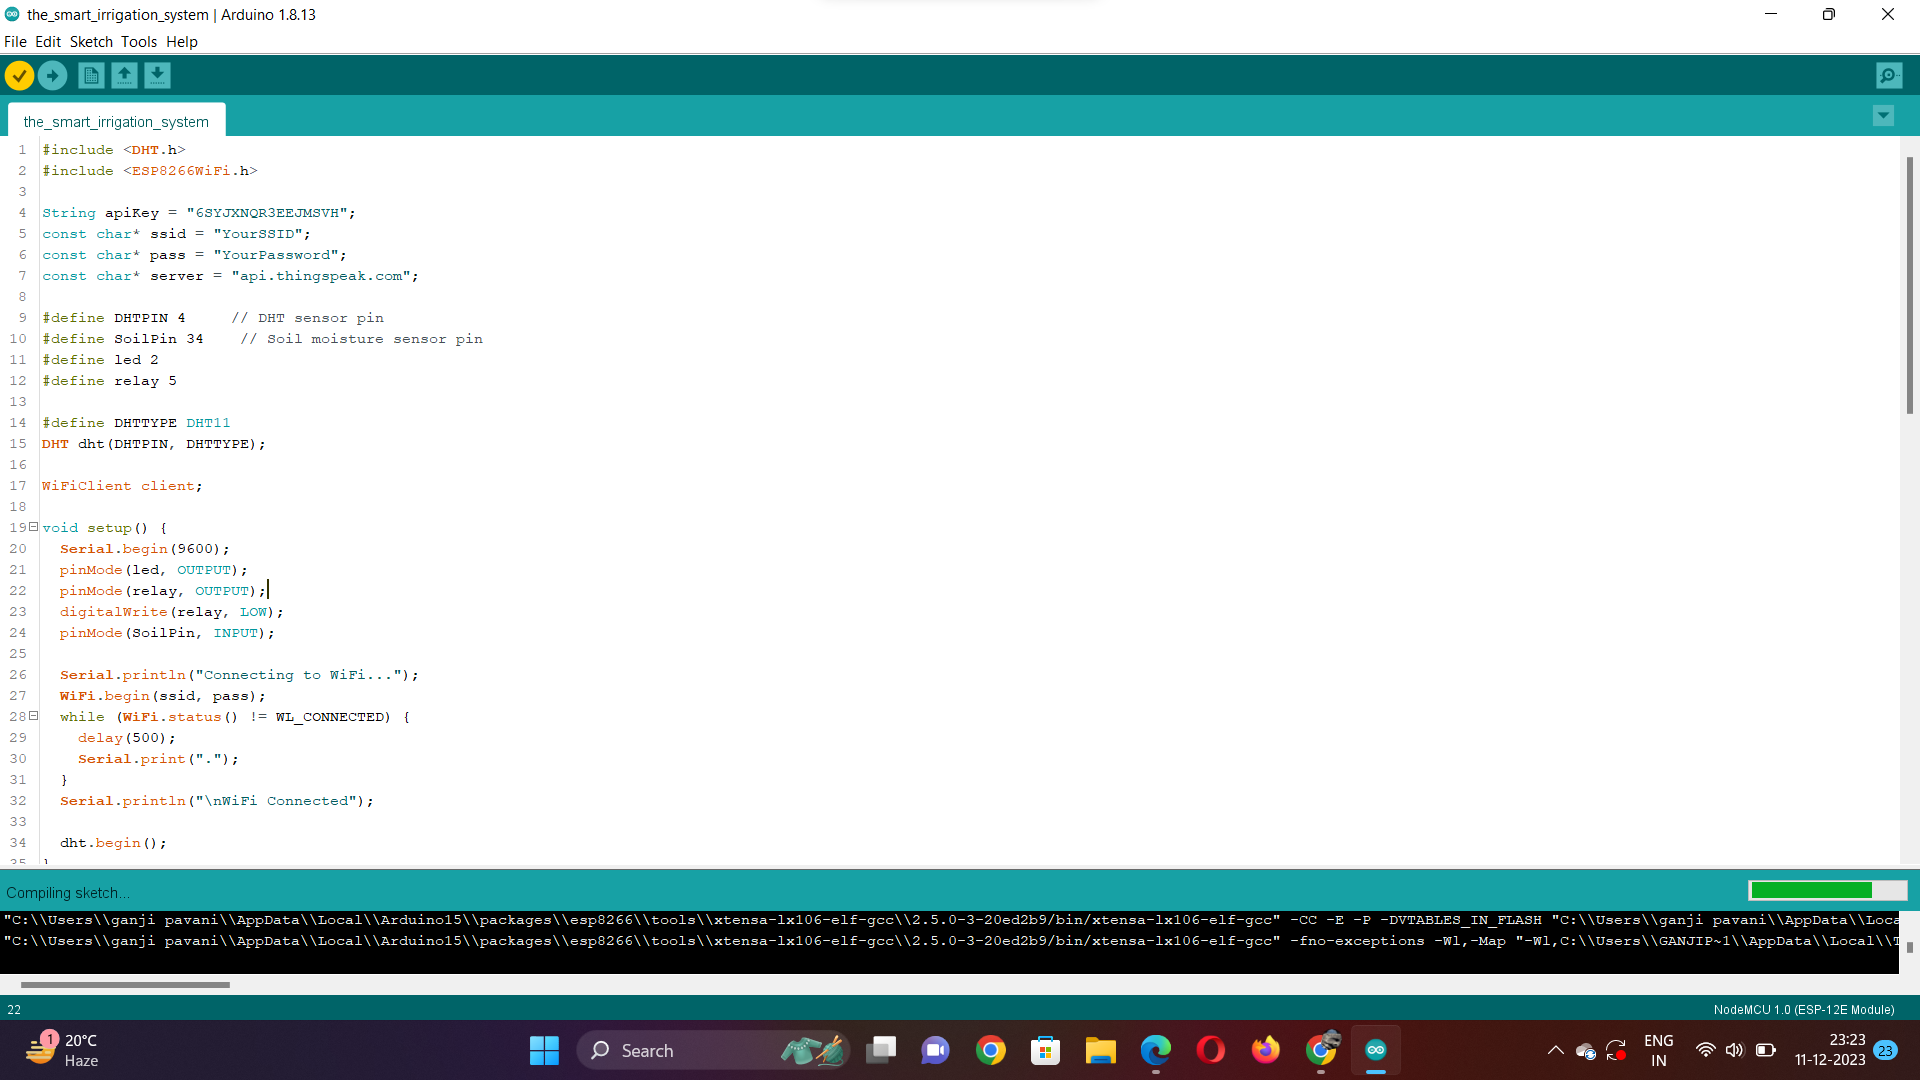 the_smart_irrigation_system | Arduino 1.8.13
File Edit Sketch Tools Help
the_smart_irrigation_system
1 #include <DHT.h>
2 #include <ESP8266WiFi.h>
3
4 String apiKey = "6SYJXNQR3EEJMSVH";
5 const char* ssid = "YourSSID";
6 const char* pass = "YourPassword";
7 const char* server = "api.thingspeak.com";
8
9 #define DHTPIN 4     // DHT sensor pin
10 #define SoilPin 34    // Soil moisture sensor pin
11 #define led 2
12 #define relay 5
13
14 #define DHTTYPE DHT11
15 DHT dht(DHTPIN, DHTTYPE);
16
17 WiFiClient client;
18
19 void setup() {
20   Serial.begin(9600);
21   pinMode(led, OUTPUT);
22   pinMode(relay, OUTPUT);
23   digitalWrite(relay, LOW);
24   pinMode(SoilPin, INPUT);
25
26   Serial.println("Connecting to WiFi...");
27   WiFi.begin(ssid, pass);
28   while (WiFi.status() != WL_CONNECTED) {
29     delay(500);
30     Serial.print(".");
31   }
32   Serial.println("\nWiFi Connected");
33
34   dht.begin();
35 }
Compiling sketch...
"C:\\Users\\ganji pavani\\AppData\\Local\\Arduino15\\packages\\esp8266\\tools\\xtensa-lx106-elf-gcc\\2.5.0-3-20ed2b9/bin/xtensa-lx106-elf-gcc" -CC -E -P -DVTABLES_IN_FLASH "C:\\Users\\ganji pavani\\AppData\\Loca
"C:\\Users\\ganji pavani\\AppData\\Local\\Arduino15\\packages\\esp8266\\tools\\xtensa-lx106-elf-gcc\\2.5.0-3-20ed2b9/bin/xtensa-lx106-elf-gcc" -fno-exceptions -Wl,-Map "-Wl,C:\\Users\\GANJIP~1\\AppData\\Local\\T
22
NodeMCU 1.0 (ESP-12E Module)
1
20°C
Haze
Search
ENG
IN
23:23
11-12-2023
23